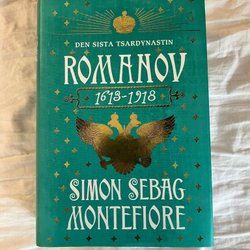 DEN SISTA TSARDYNASTIN
ROMANOV
1613-1918
SIMON SEBAG
MONTEFIORE